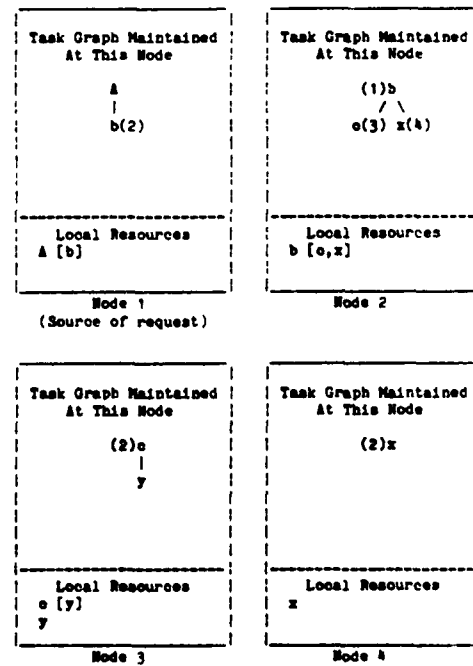 Task Graph Maintained
At This Node
A
|
b(2)
Local Resources
A [b]
Node 1
(Source of request)
Task Graph Maintained
At This Node
(1)b
/ \
c(3) x(4)
Local Resources
b [c,x]
Node 2
Task Graph Maintained
At This Node
(2)c
|
y
Local Resources
c [y]
y
Node 3
Task Graph Maintained
At This Node
(2)x
Local Resources
x
Node 4